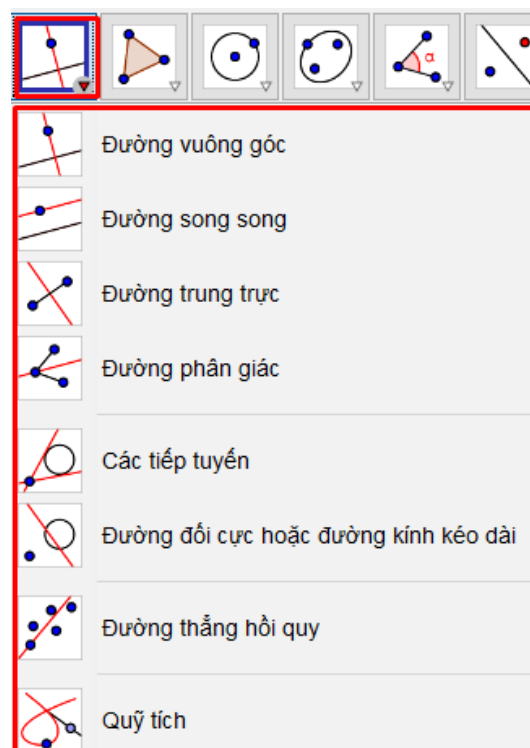 α
Đường vuông góc
Đường song song
Đường trung trực
Đường phân giác
Các tiếp tuyến
Đường đối cực hoặc đường kính kéo dài
Đường thẳng hồi quy
Quỹ tích